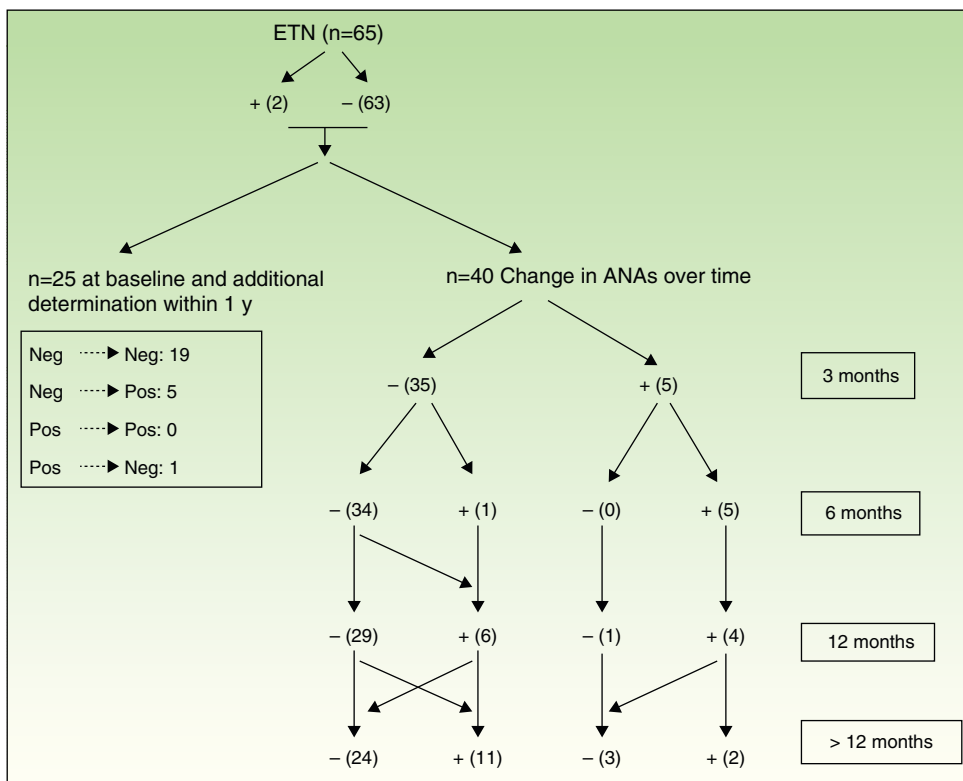 ETN (n=65)
+ (2) – (63)
n=25 at baseline and additional
determination within 1 y
n=40 Change in ANAs over time
Neg Neg: 19
Neg Pos: 5
Pos Pos: 0
Pos Neg: 1
– (35) + (5) 3 months
– (34) + (1) – (0) + (5) 6 months
– (29) + (6) – (1) + (4) 12 months
– (24) + (11) – (3) + (2) > 12 months